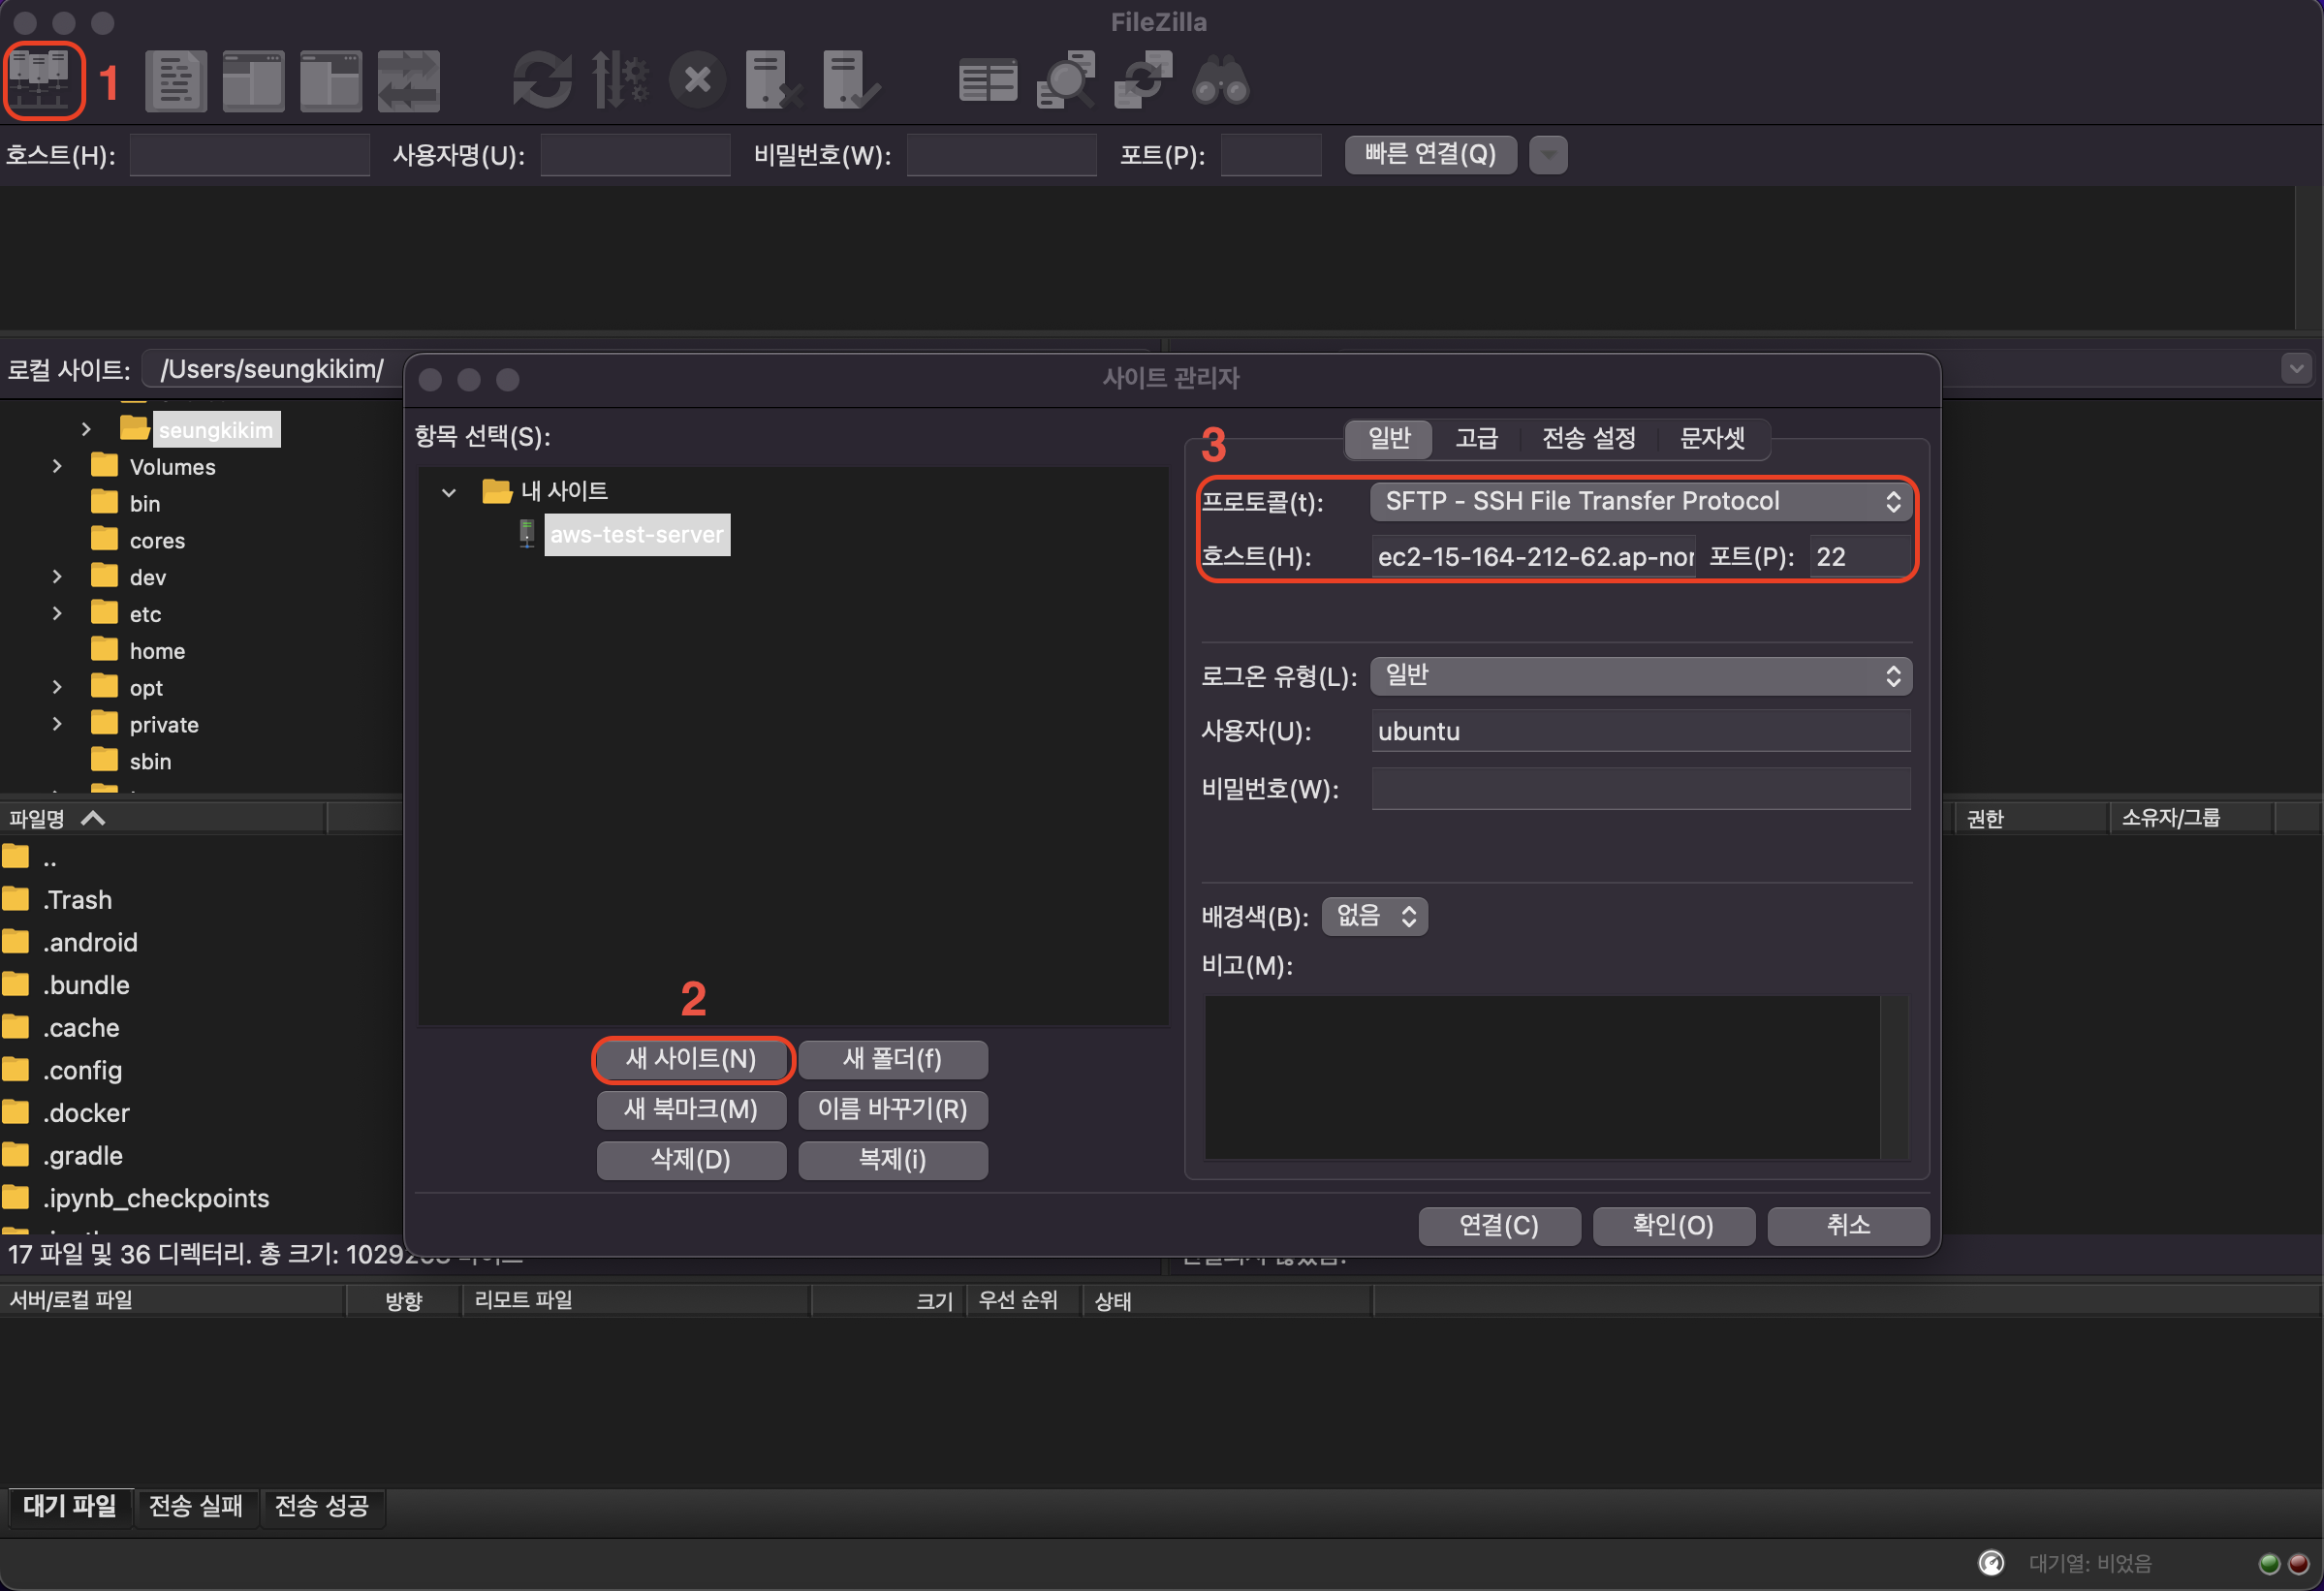 FileZilla
1
호스트(H):
사용자명(U):
비밀번호(W):
포트(P):
빠른 연결(Q)
로컬 사이트: /Users/seungkikim/
seungkikim
Volumes
bin
cores
dev
etc
home
opt
private
sbin
파일명
..
.Trash
.android
.bundle
.cache
.config
.docker
.gradle
.ipynb_checkpoints
17 파일 및 36 디렉터리. 총 크기:
사이트 관리자
항목 선택(S):
내 사이트
aws-test-server
2
새 사이트(N)
새 폴더(f)
새 북마크(M)
이름 바꾸기(R)
삭제(D)
복제(i)
3
일반
고급
전송 설정
문자셋
프로토콜(t): SFTP - SSH File Transfer Protocol
호스트(H): ec2-15-164-212-62.ap-nor 포트(P): 22
로그온 유형(L): 일반
사용자(U): ubuntu
비밀번호(W):
배경색(B): 없음
비고(M):
연결(C)
확인(O)
취소
권한
소유자/그룹
서버/로컬 파일
방향
리모트 파일
크기
우선 순위
상태
대기 파일
전송 실패
전송 성공
대기열: 비었음